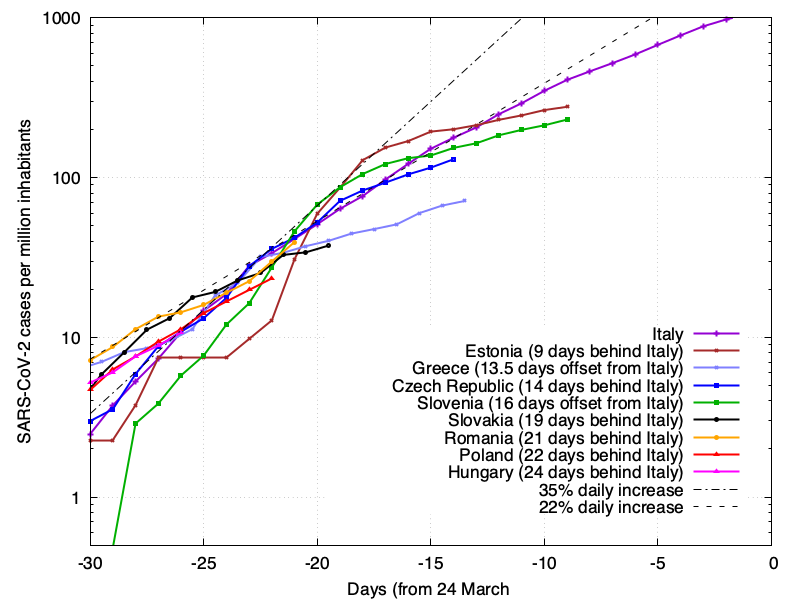 1000
100
10
1
SARS-CoV-2 cases per million inhabitants
Italy
Estonia (9 days behind Italy)
Greece (13.5 days offset from Italy)
Czech Republic (14 days behind Italy)
Slovenia (16 days offset from Italy)
Slovakia (19 days behind Italy)
Romania (21 days behind Italy)
Poland (22 days behind Italy)
Hungary (24 days behind Italy)
35% daily increase
22% daily increase
-30 -25 -20 -15 -10 -5 0
Days (from 24 March